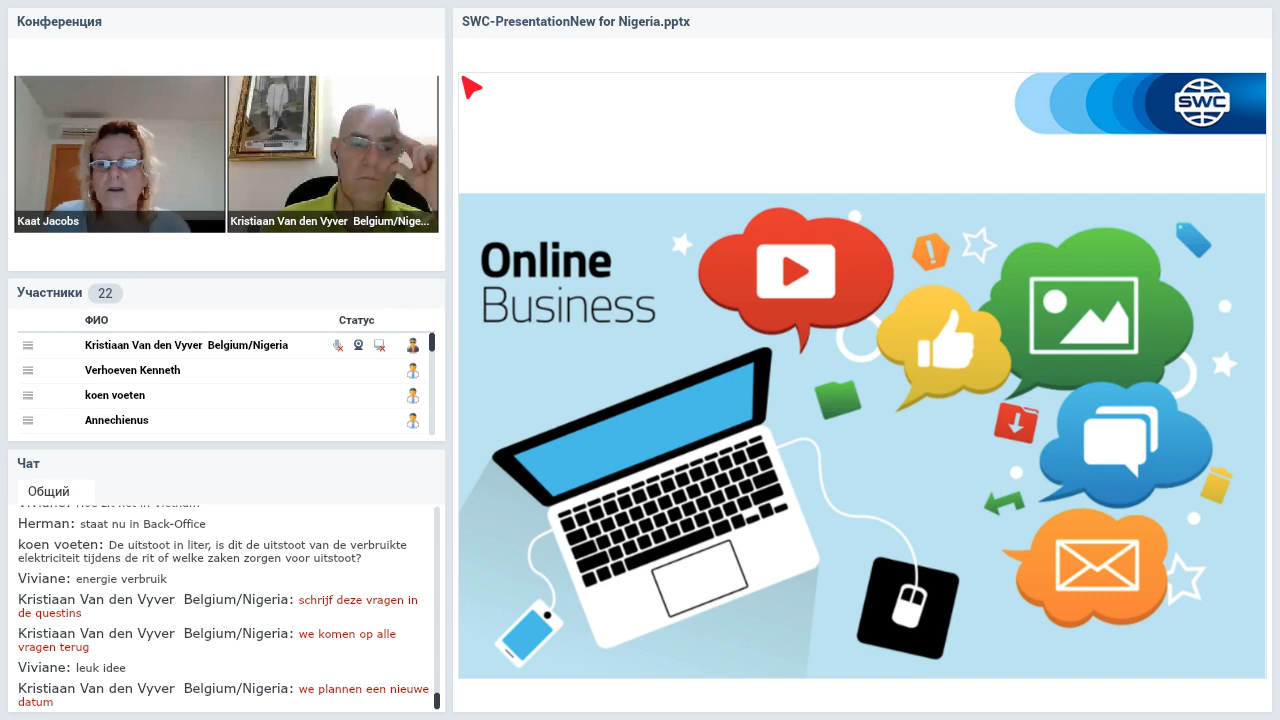 Конференция
Kaat Jacobs
Kristiaan Van den Vyver  Belgium/Nige...
Участники 22
ФИО Статус
Kristiaan Van den Vyver  Belgium/Nigeria
Verhoeven Kenneth
koen voeten
Annechienus
Чат
Общий
Herman: staat nu in Back-Office
koen voeten: De uitstoot in liter, is dit de uitstoot van de verbruikte
elektriciteit tijdens de rit of welke zaken zorgen voor uitstoot?
Viviane: energie verbruik
Kristiaan Van den Vyver  Belgium/Nigeria: schrijf deze vragen in
de questins
Kristiaan Van den Vyver  Belgium/Nigeria: we komen op alle
vragen terug
Viviane: leuk idee
Kristiaan Van den Vyver  Belgium/Nigeria: we plannen een nieuwe
datum
SWC-PresentationNew for Nigeria.pptx
SWC
Online
Business